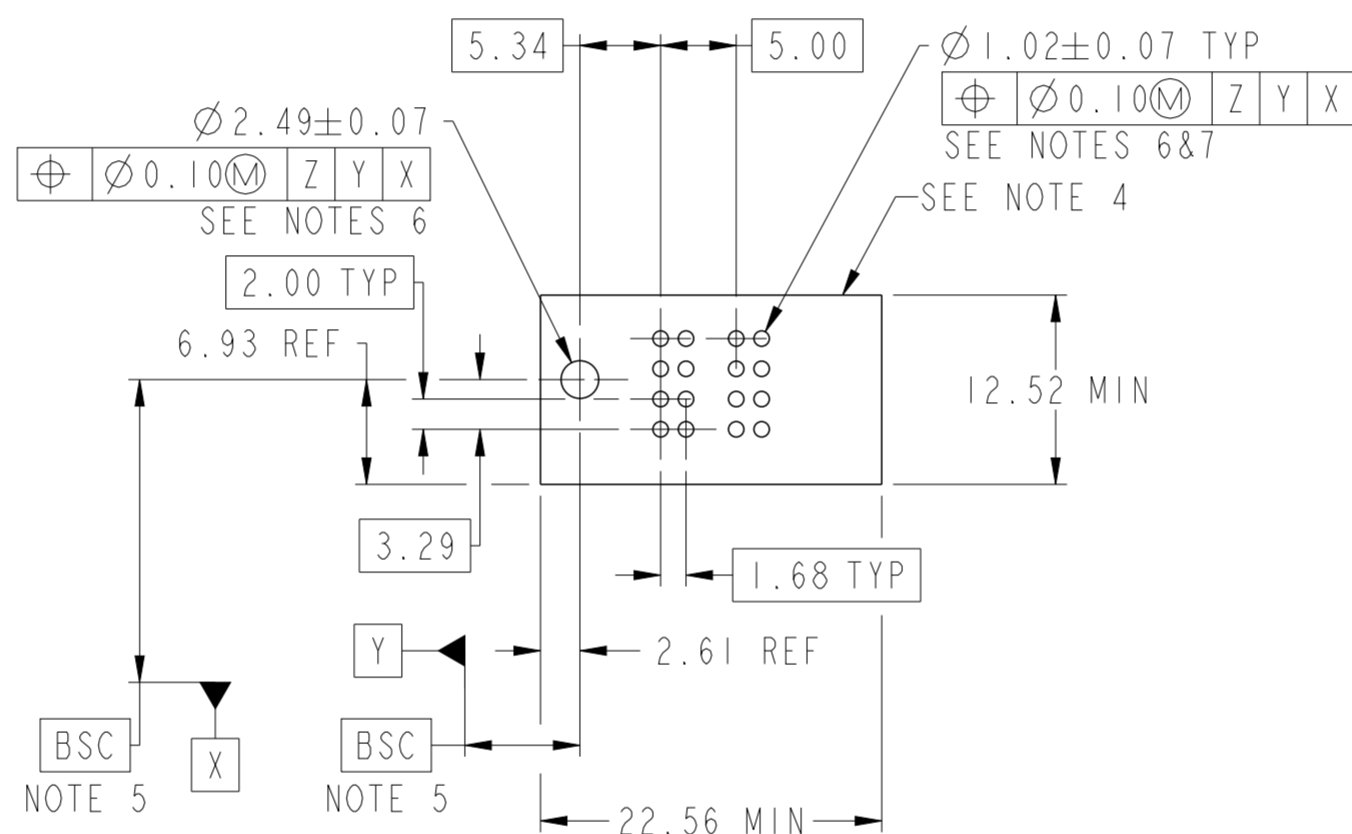 5.34
5.00
Ø1.02±0.07 TYP
⌖ Ø0.10Ⓜ Z Y X
SEE NOTES 6&7
Ø2.49±0.07
⌖ Ø0.10Ⓜ Z Y X
SEE NOTES 6
SEE NOTE 4
2.00 TYP
6.93 REF
12.52 MIN
3.29
1.68 TYP
Y
2.61 REF
BSC
NOTE 5
X
BSC
NOTE 5
22.56 MIN